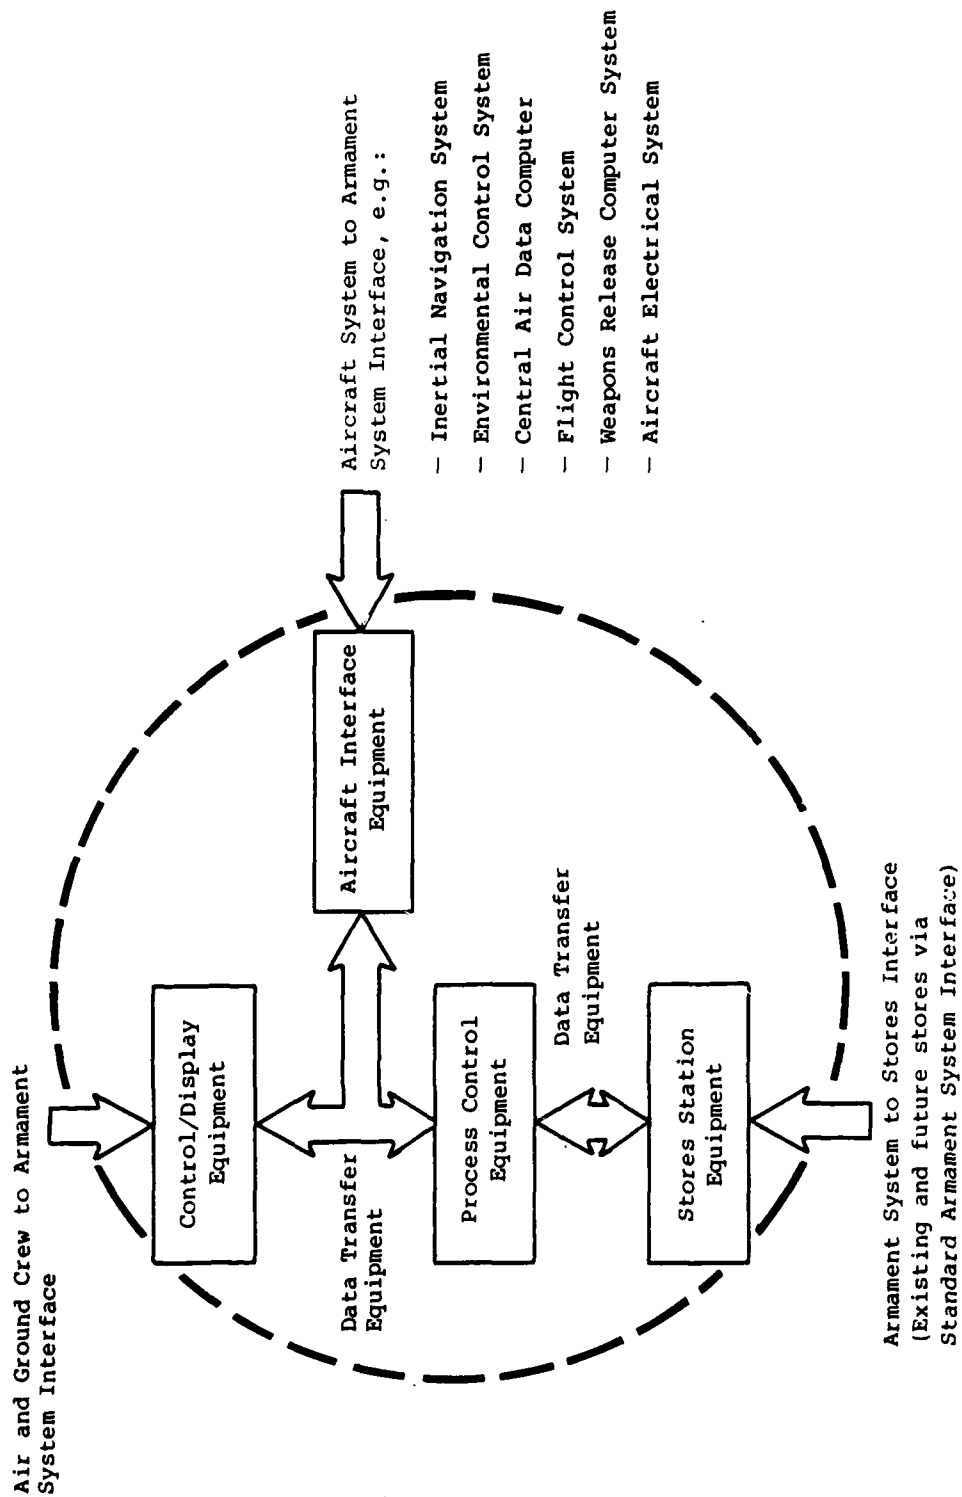 Air and Ground Crew to Armament
System Interface
Control/Display
Equipment
Data Transfer
Equipment
Aircraft Interface
Equipment
Aircraft System to Armament
System Interface, e.g.:
— Inertial Navigation System
— Environmental Control System
— Central Air Data Computer
— Flight Control System
— Weapons Release Computer System
— Aircraft Electrical System
Process Control
Equipment
Data Transfer
Equipment
Stores Station
Equipment
Armament System to Stores Interface
(Existing and future stores via
Standard Armament System Interface)